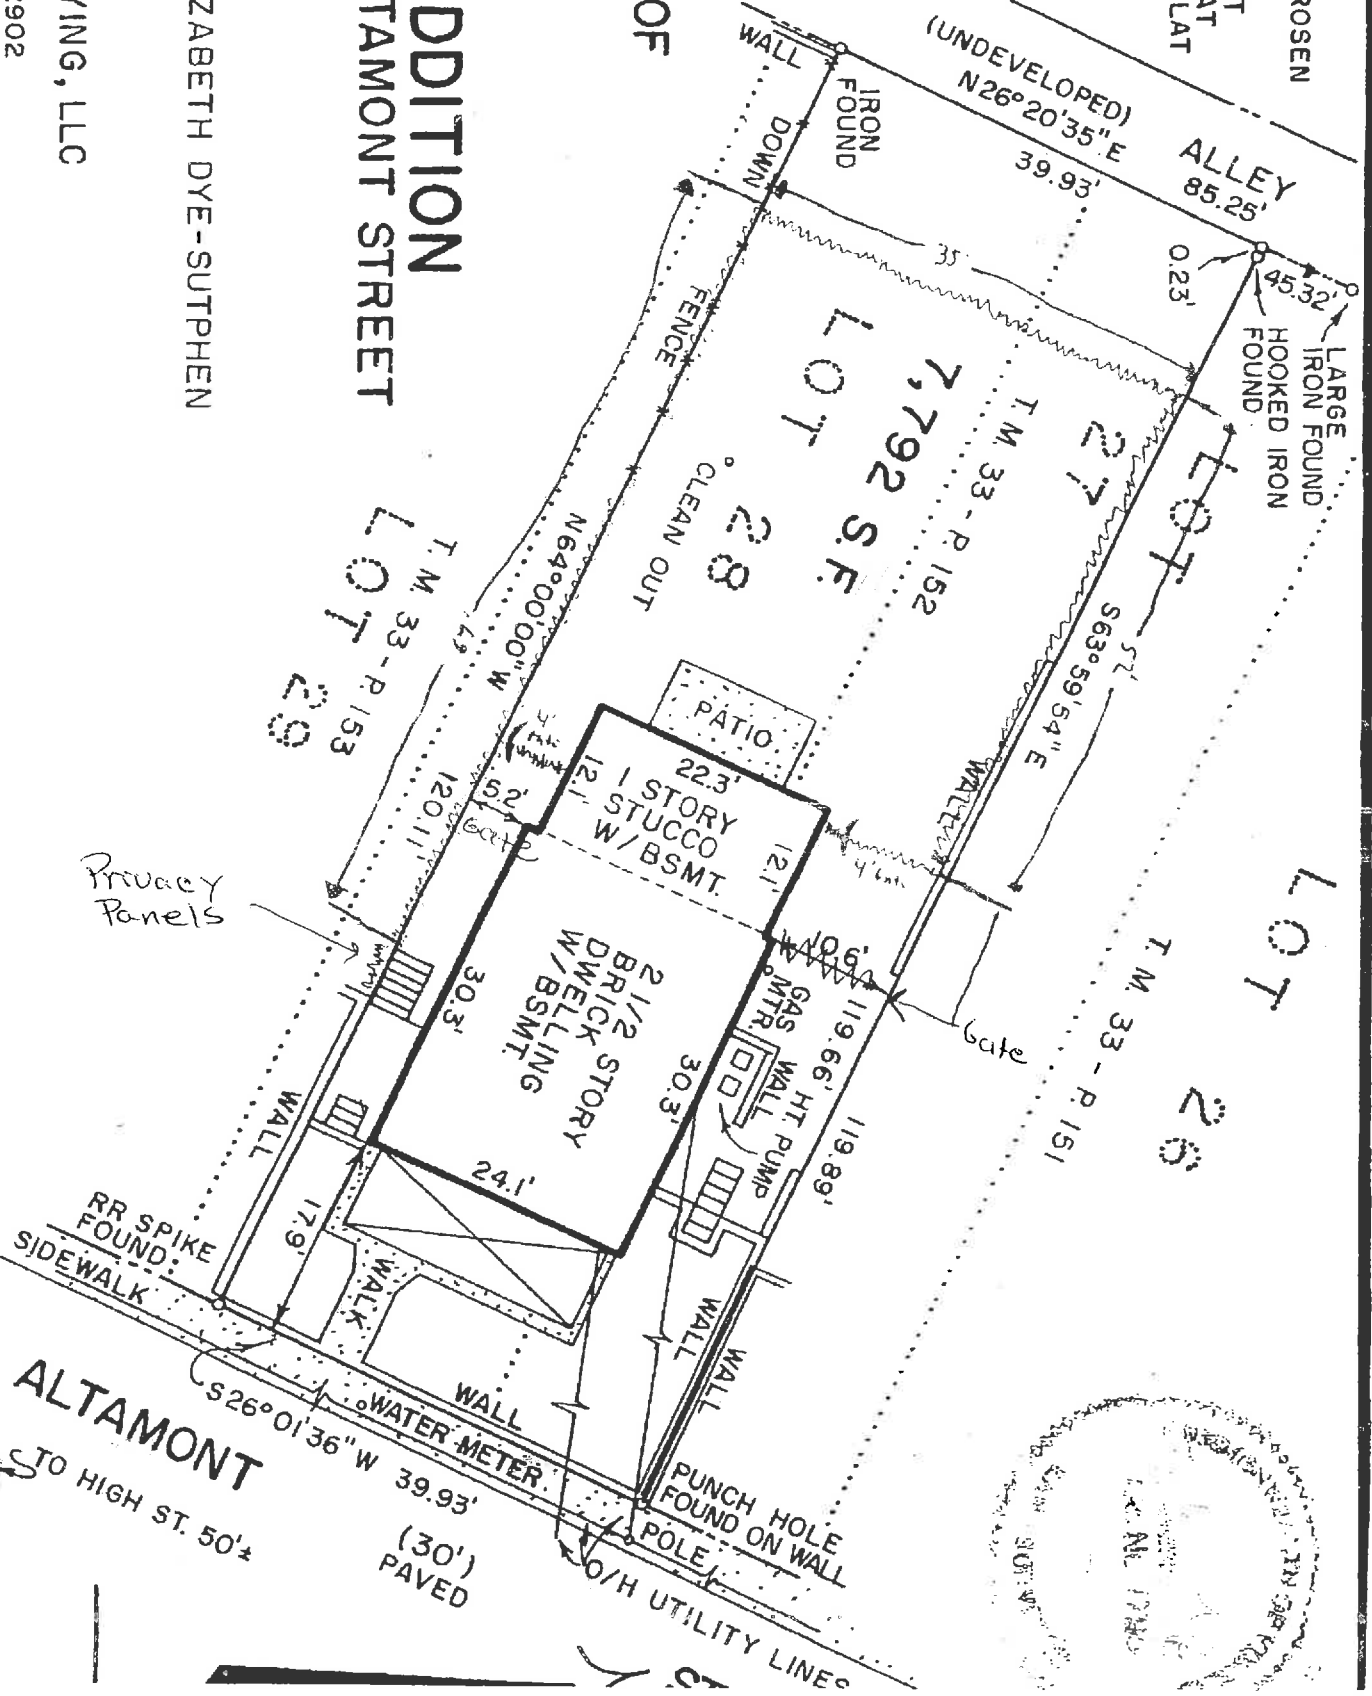 ROSEN
T
AT
LAT
OF
DDITION
TAMONT STREET
ZABETH DYE-SUTPHEN
YING, LLC
902
WALL
(UNDEVELOPED)
N26°20'35"E
39.93'
ALLEY
85.25'
IRON
FOUND
DOWN
FENCE
35'
0.23'
45.32'
LARGE
IRON FOUND
HOOKED IRON
FOUND
LOT
27
T.M. 33-P.152
7,792 S.F.
LOT
28
CLEAN OUT
LOT
S63°59'54"E
52'
N64°00'00"W
T.M. 33-P.153
LOT 29
PATIO
22.3'
12.1'
1 STORY
STUCCO
W/BSMT.
12.1'
WALL
4'
5.2'
Gate
120.11'
Privacy
Panels
10.6'
GAS
MTR.
119.66'
Gate
30.3'
2 1/2 STORY
BRICK
DWELLING
W/BSMT.
30.3'
WALL
HT. PUMP
119.89'
LOT 26
T.M. 33-P.151
WALL
24.1'
17.9'
WALK
RR SPIKE
FOUND
SIDEWALK
WALL
WALL
WALL
WATER METER
S26°01'36"W 39.93'
ALTAMONT
TO HIGH ST. 50'±
(30')
PAVED
PUNCH HOLE
FOUND ON WALL
POLE
O/H UTILITY LINES